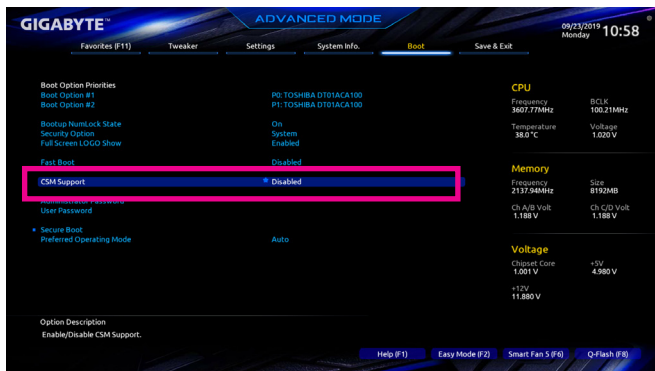 GIGABYTE™
ADVANCED MODE
09/23/2019
Monday
10:58
Favorites (F11) Tweaker Settings System Info. Boot Save & Exit
Boot Option Priorities
Boot Option #1 P0: TOSHIBA DT01ACA100
Boot Option #2 P1: TOSHIBA DT01ACA100
Bootup NumLock State On
Security Option System
Full Screen LOGO Show Enabled
Fast Boot Disabled
CSM Support Disabled
Administrator Password
User Password
Secure Boot
Preferred Operating Mode Auto
CPU
Frequency BCLK
3607.77MHz 100.21MHz
Temperature Voltage
38.0 °C 1.020 V
Memory
Frequency Size
2137.94MHz 8192MB
Ch A/B Volt Ch C/D Volt
1.188 V 1.188 V
Voltage
Chipset Core +5V
1.001 V 4.980 V
+12V
11.880 V
Option Description
Enable/Disable CSM Support.
Help (F1) Easy Mode (F2) Smart Fan 5 (F6) Q-Flash (F8)